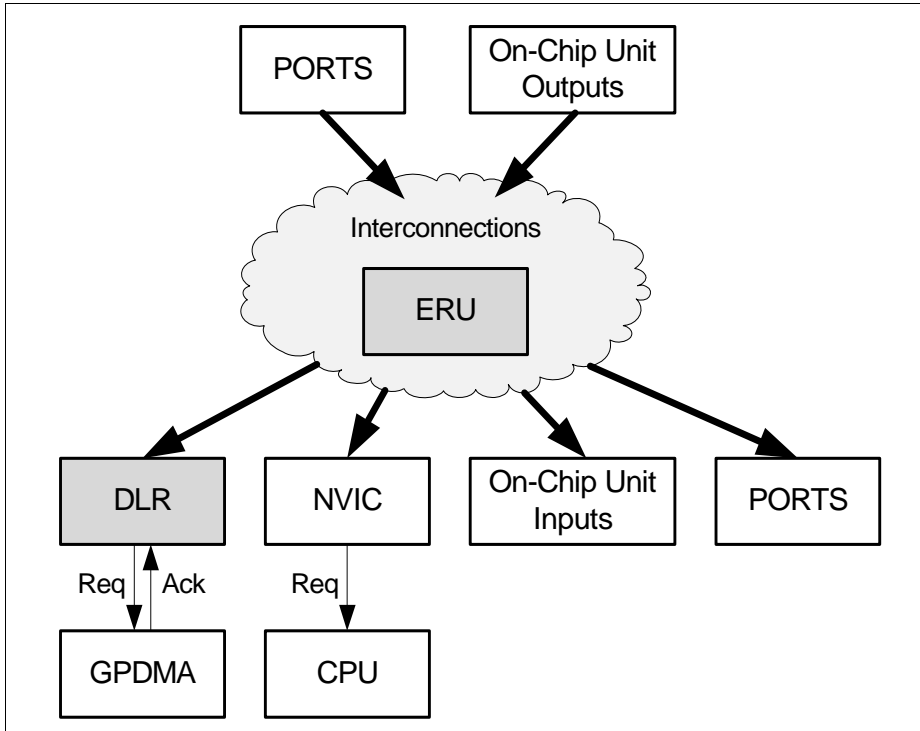 PORTS
On-Chip Unit
Outputs
Interconnections
ERU
DLR
NVIC
On-Chip Unit
Inputs
PORTS
Req
Ack
Req
GPDMA
CPU